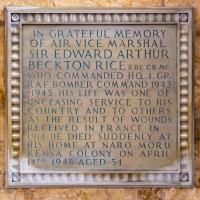 IN GRATEFUL MEMORY
OF AIR VICE MARSHAL
SIR EDWARD ARTHUR
BECKTON RICE K.B.E. C.B. M.C.
WHO COMMANDED No. 1. GP.
RAF BOMBER COMMAND 1943
-1945. HIS LIFE WAS ONE OF
UNCEASING SERVICE TO HIS
COUNTRY AND TO OTHERS
AS THE RESULT OF WOUNDS
RECEIVED IN FRANCE IN
1914 HE DIED SUDDENLY AT
HIS HOME AT NARO MORU
KENYA COLONY ON APRIL
14TH 1948 AGED 54